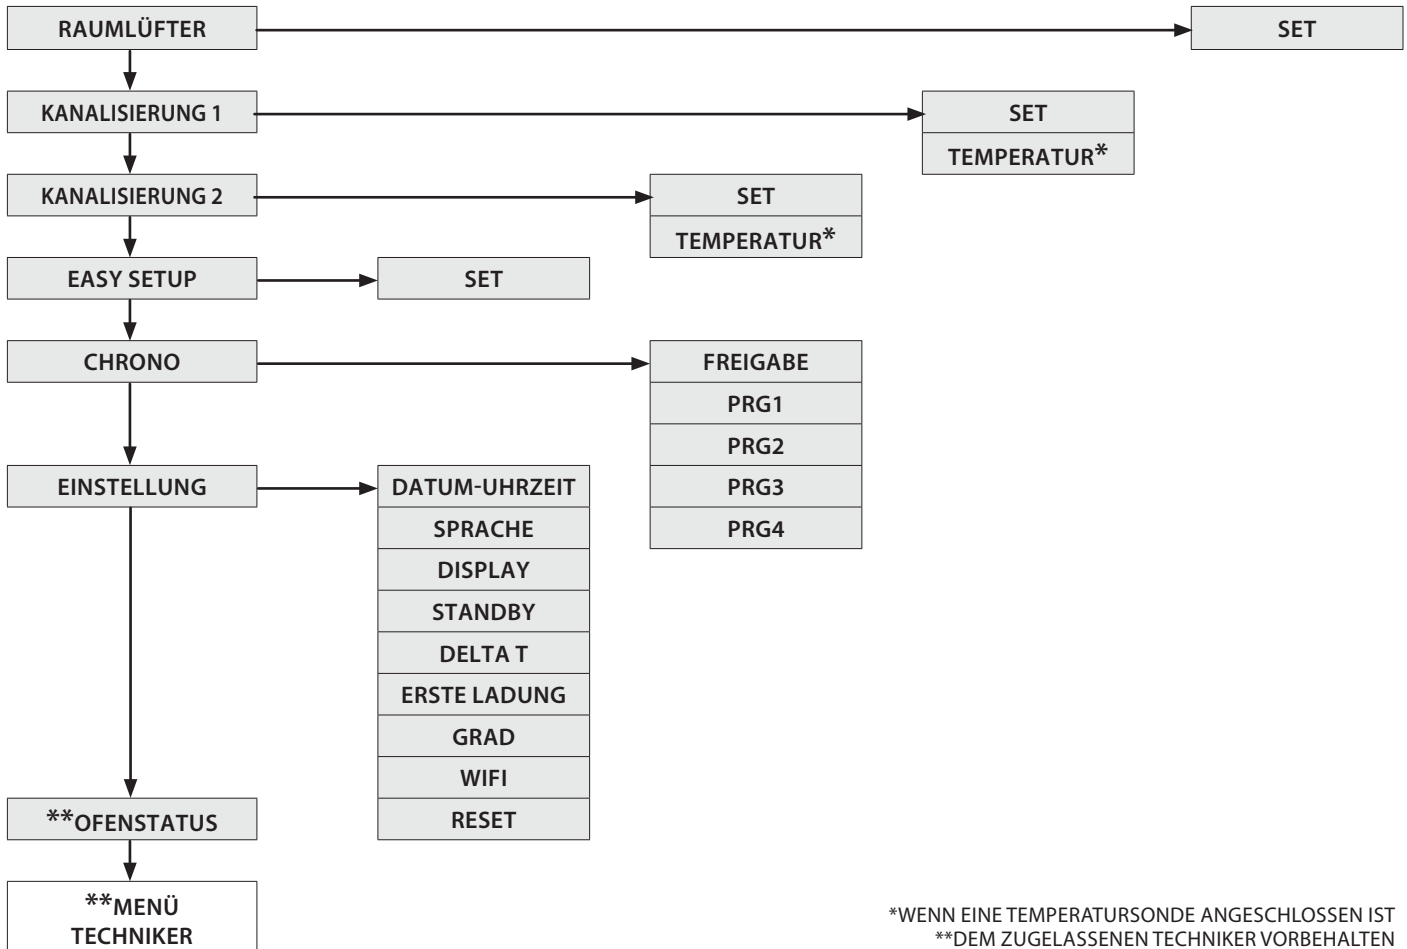 RAUMLÜFTER
SET
KANALISIERUNG 1
SET
TEMPERATUR*
KANALISIERUNG 2
SET
TEMPERATUR*
EASY SETUP
SET
CHRONO
FREIGABE
PRG1
PRG2
PRG3
PRG4
EINSTELLUNG
DATUM-UHRZEIT
SPRACHE
DISPLAY
STANDBY
DELTA T
ERSTE LADUNG
GRAD
WIFI
RESET
**OFENSTATUS
**MENÜ
TECHNIKER
*WENN EINE TEMPERATURSONDE ANGESCHLOSSEN IST
**DEM ZUGELASSENEN TECHNIKER VORBEHALTEN